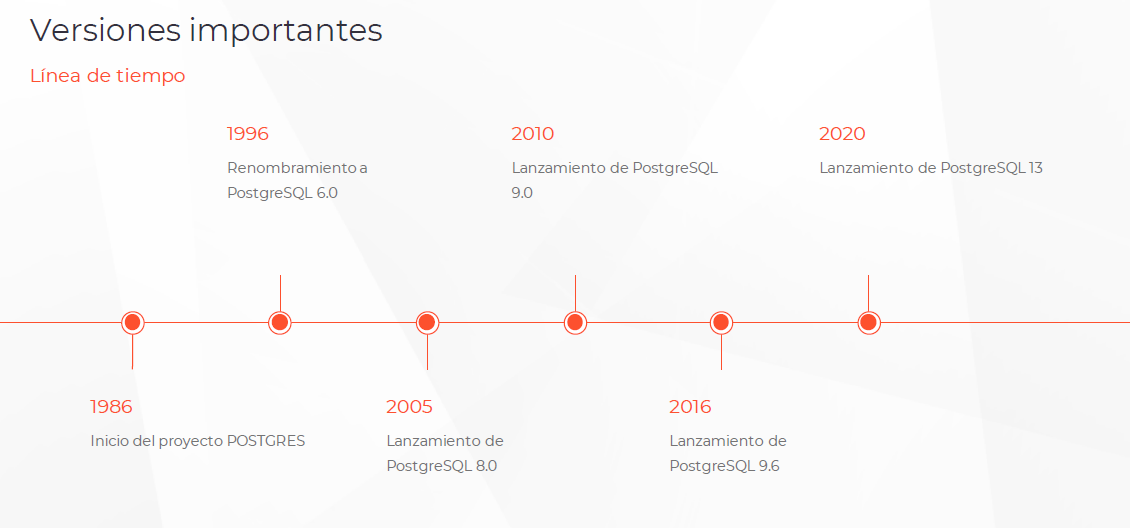 Versiones importantes
Línea de tiempo
1996
Renombramiento a
PostgreSQL 6.0
2010
Lanzamiento de PostgreSQL
9.0
2020
Lanzamiento de PostgreSQL 13
1986
Inicio del proyecto POSTGRES
2005
Lanzamiento de
PostgreSQL 8.0
2016
Lanzamiento de
PostgreSQL 9.6